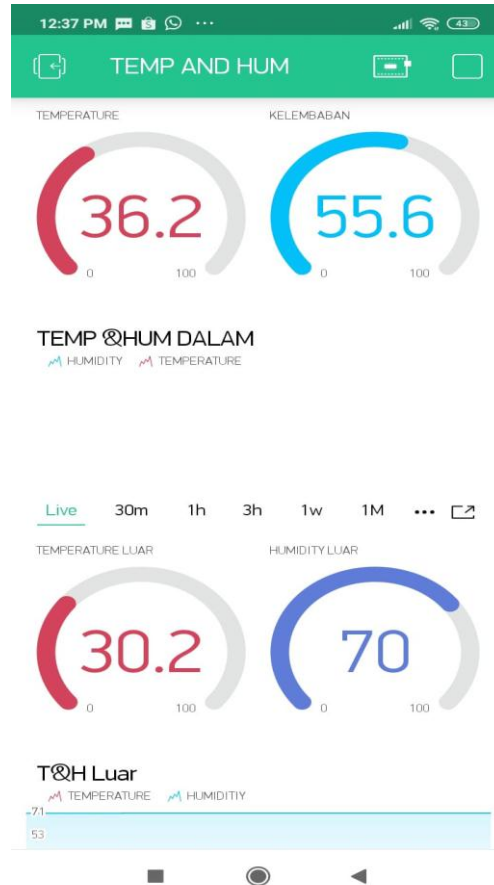 12:37 PM ... 43
TEMP AND HUM
TEMPERATURE KELEMBABAN
36.2 55.6
0 100 0 100
TEMP &HUM DALAM
HUMIDITY TEMPERATURE
Live 30m 1h 3h 1w 1M ...
TEMPERATURE LUAR HUMIDITY LUAR
30.2 70
0 100 0 100
T&H Luar
TEMPERATURE HUMIDITIY
71
53